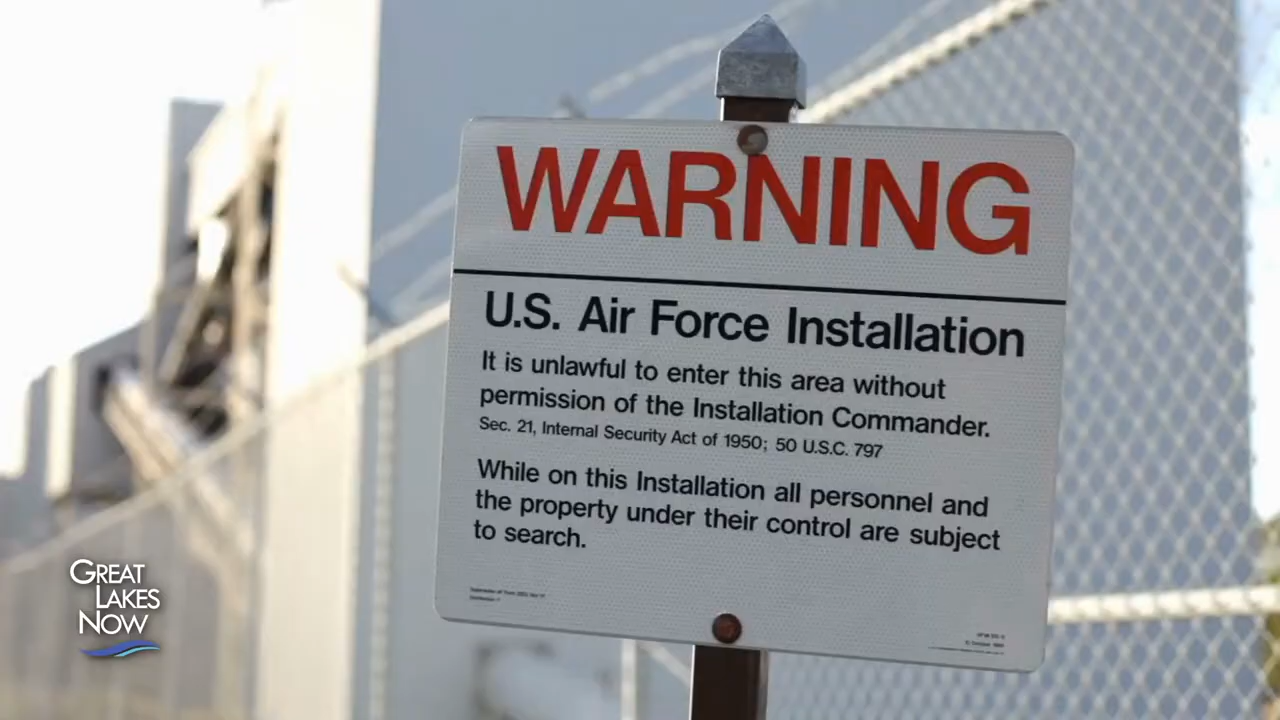 WARNING
U.S. Air Force Installation
It is unlawful to enter this area without
permission of the Installation Commander.
Sec. 21, Internal Security Act of 1950; 50 U.S.C. 797
While on this Installation all personnel and
the property under their control are subject
to search.
GREAT
LAKES
NOW